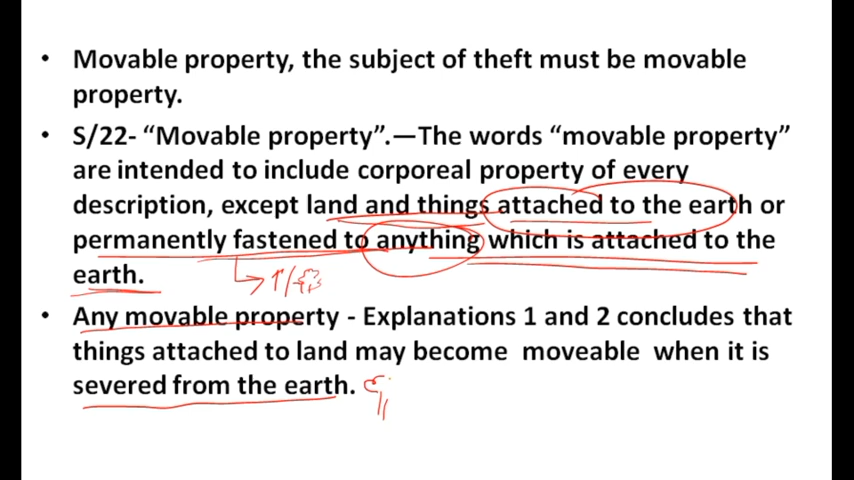 • Movable property, the subject of theft must be movable
property.
• S/22- “Movable property”.—The words “movable property”
are intended to include corporeal property of every
description, except land and things attached to the earth or
permanently fastened to anything which is attached to the
earth.
• Any movable property - Explanations 1 and 2 concludes that
things attached to land may become moveable when it is
severed from the earth.